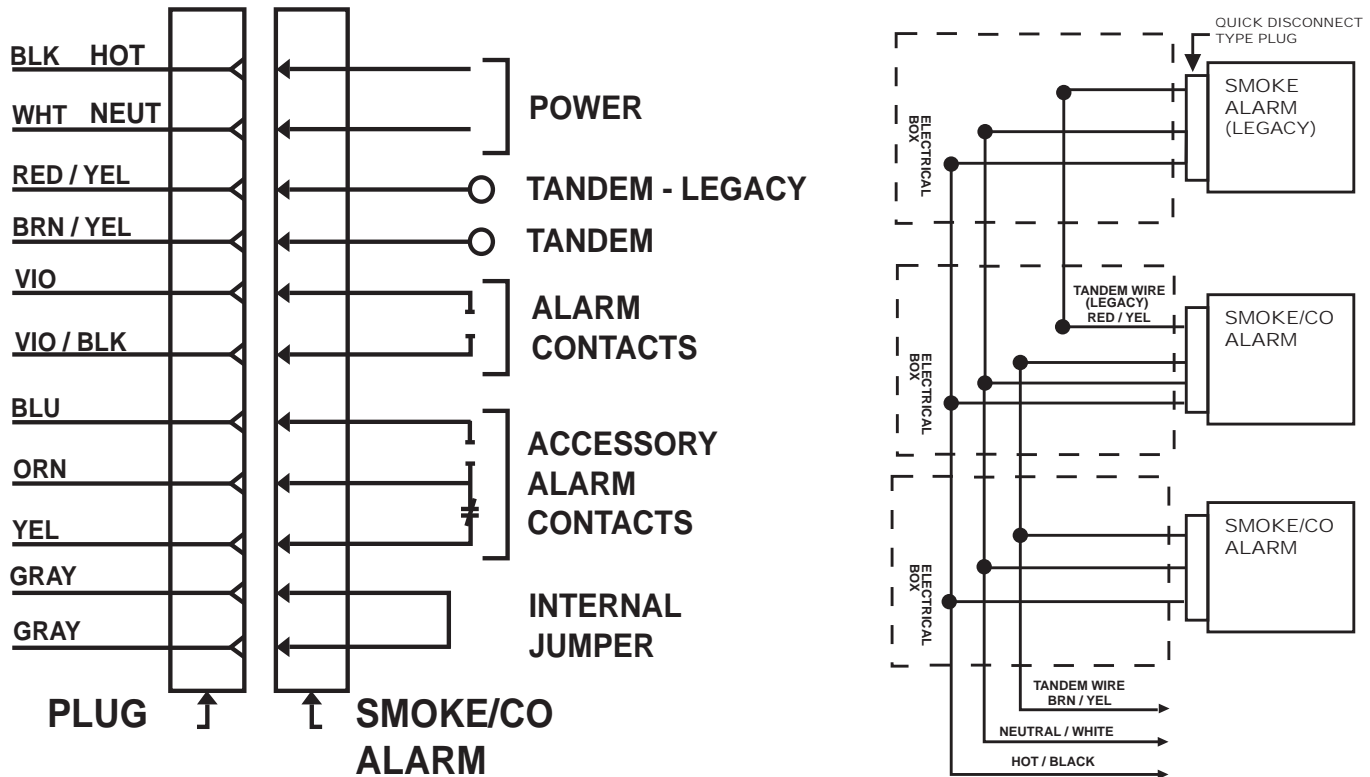 BLK HOT
WHT NEUT
RED / YEL
BRN / YEL
VIO
VIO / BLK
BLU
ORN
YEL
GRAY
GRAY
POWER
TANDEM - LEGACY
TANDEM
ALARM
CONTACTS
ACCESSORY
ALARM
CONTACTS
INTERNAL
JUMPER
PLUG
SMOKE/CO
ALARM
QUICK DISCONNECT
TYPE PLUG
ELECTRICAL
BOX
SMOKE
ALARM
(LEGACY)
TANDEM WIRE
(LEGACY)
RED / YEL
ELECTRICAL
BOX
SMOKE/CO
ALARM
ELECTRICAL
BOX
SMOKE/CO
ALARM
TANDEM WIRE
BRN / YEL
NEUTRAL / WHITE
HOT / BLACK